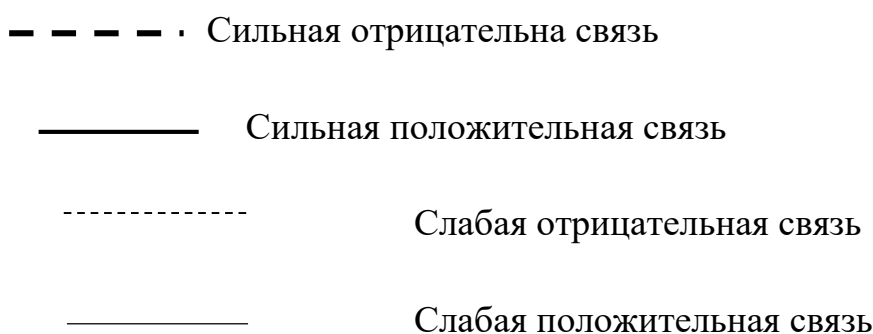 Сильная отрицательна связь
Сильная положительная связь
Слабая отрицательная связь
Слабая положительная связь